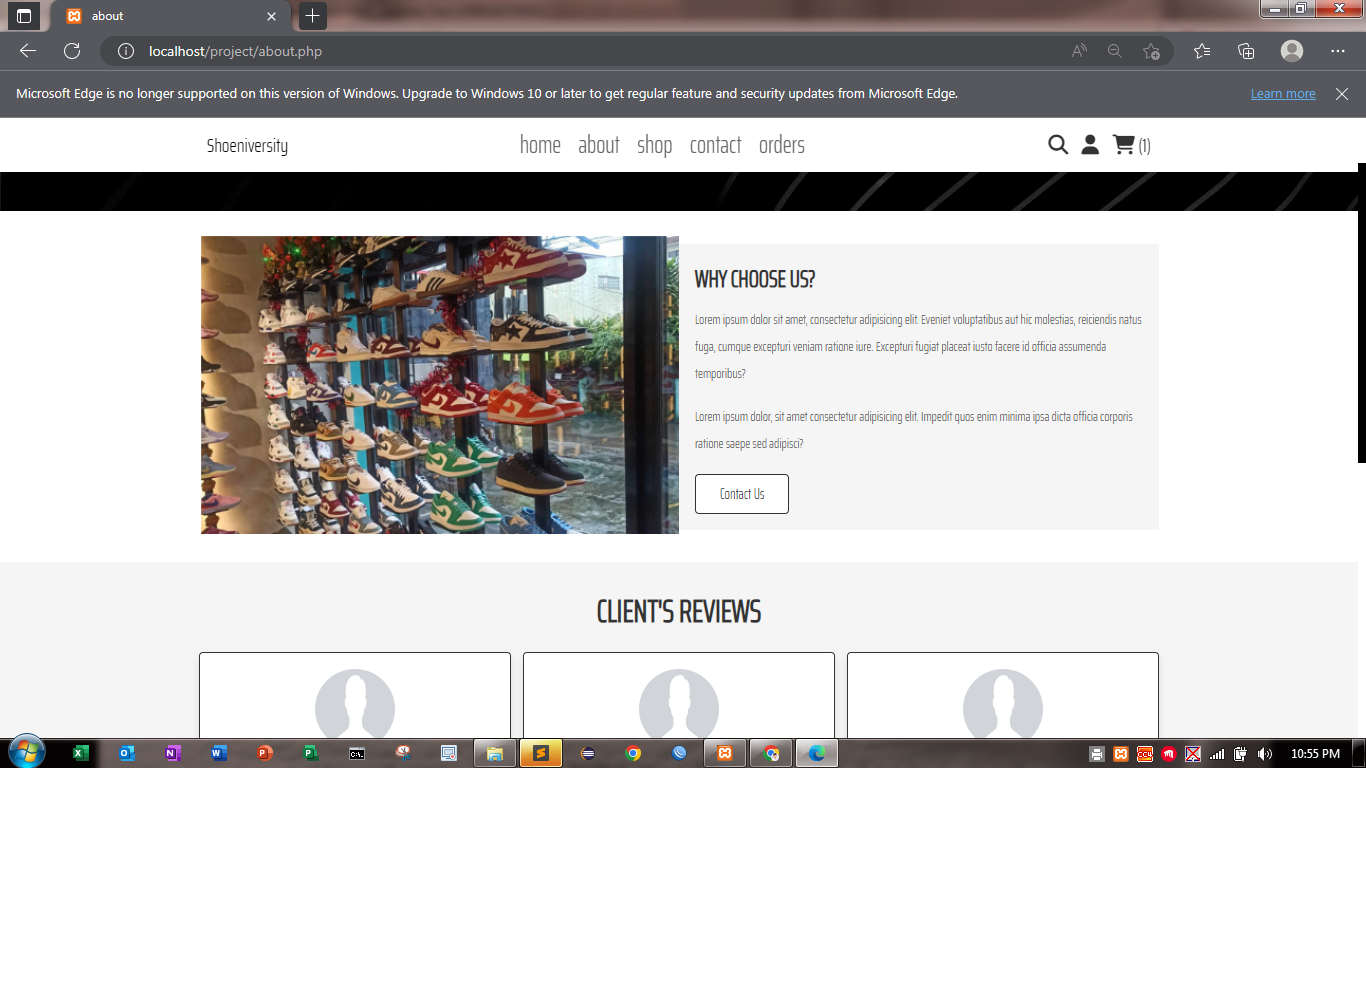 about
localhost/project/about.php
Microsoft Edge is no longer supported on this version of Windows. Upgrade to Windows 10 or later to get regular feature and security updates from Microsoft Edge.
Learn more
Shoeniversity
home about shop contact orders
(1)
WHY CHOOSE US?
Lorem ipsum dolor sit amet, consectetur adipisicing elit. Eveniet voluptatibus aut hic molestias, reiciendis natus
fuga, cumque excepturi veniam ratione iure. Excepturi fugiat placeat iusto facere id officia assumenda
temporibus?
Lorem ipsum dolor, sit amet consectetur adipisicing elit. Impedit quos enim minima ipsa dicta officia corporis
ratione saepe sed adipisci?
Contact Us
CLIENT'S REVIEWS
10:55 PM